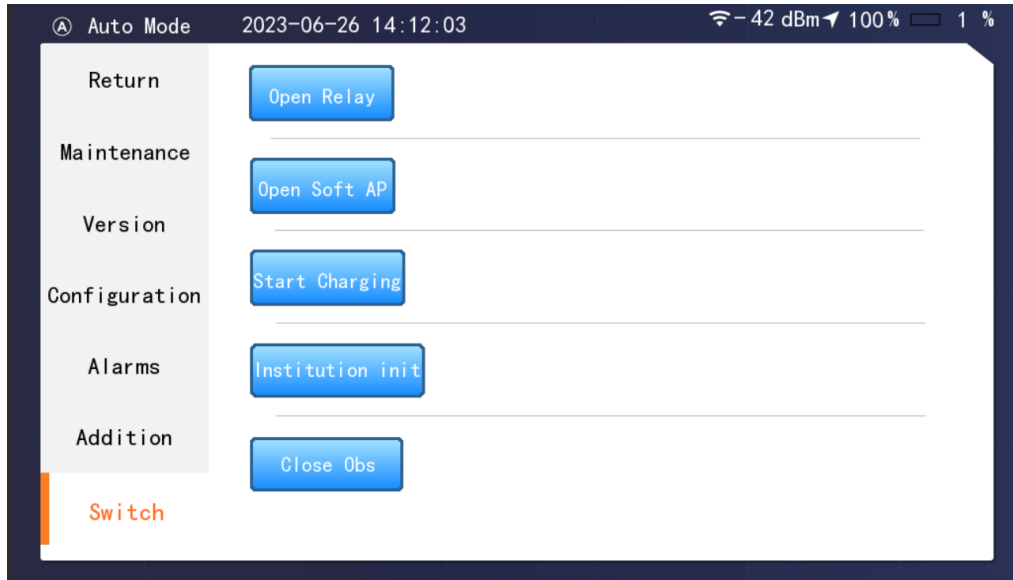 Ⓐ Auto Mode 2023-06-26 14:12:03 -42 dBm 100% 1 %
Return
Open Relay
Maintenance
Open Soft AP
Version
Start Charging
Configuration
Institution init
Alarms
Addition
Close Obs
Switch